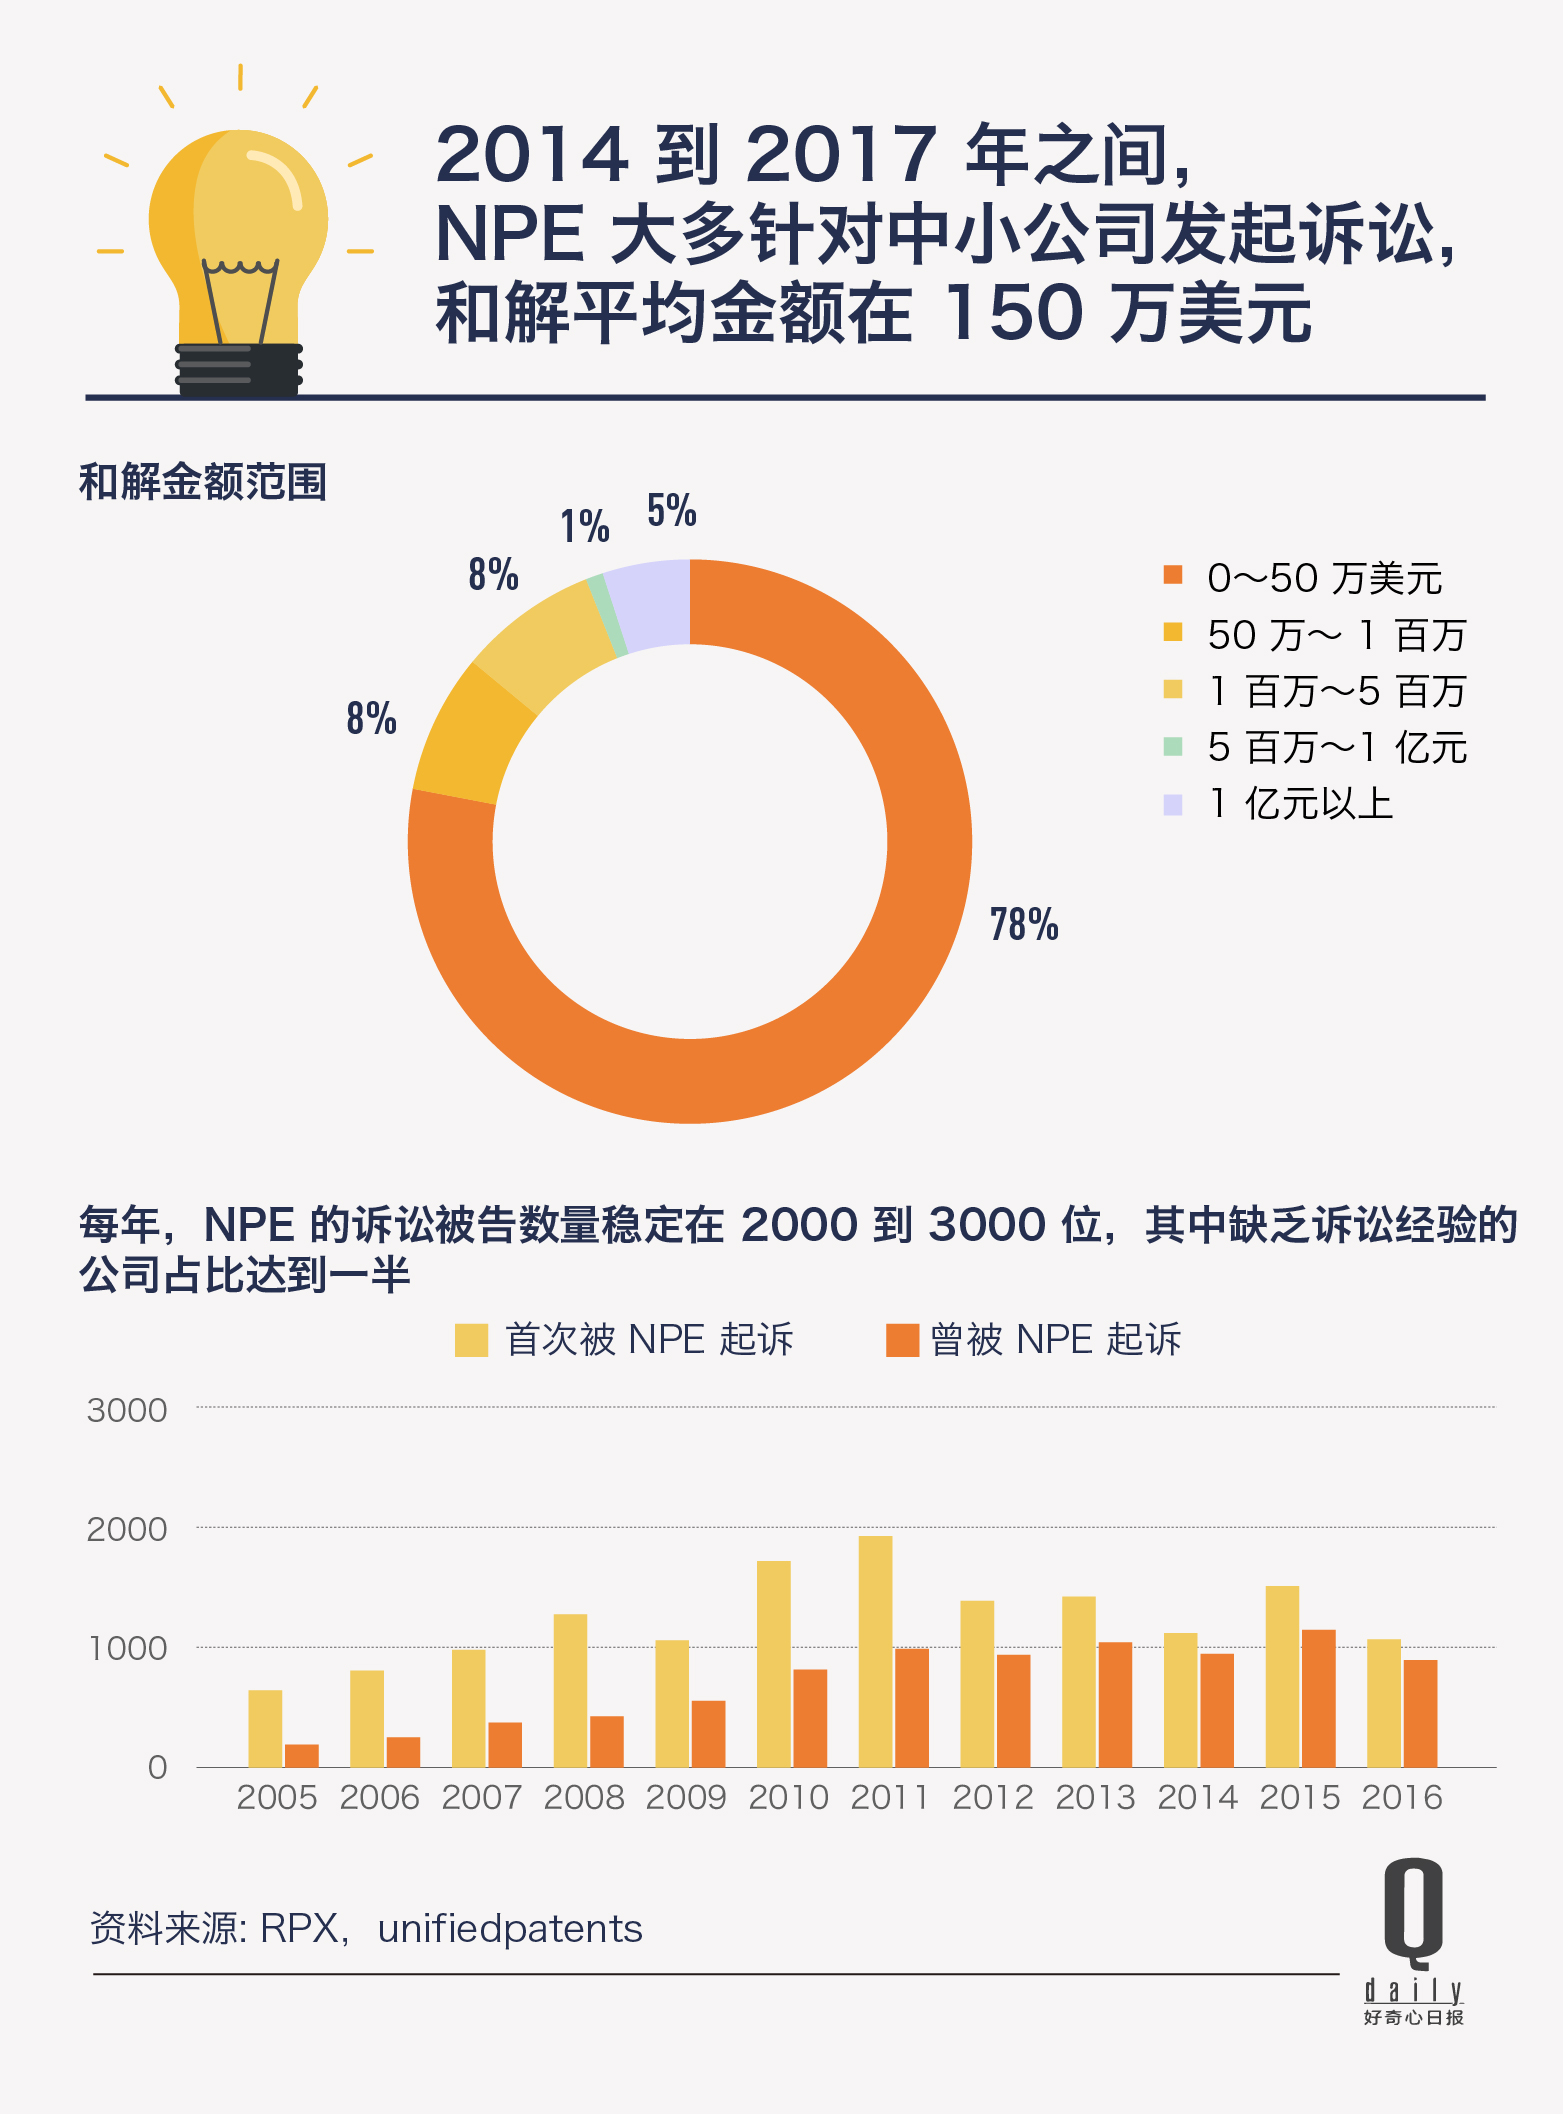 2014 到 2017 年之间,
NPE 大多针对中小公司发起诉讼,
和解平均金额在 150 万美元
和解金额范围
5%
1%
8%
8%
78%
0～50 万美元
50 万～ 1 百万
1 百万～5 百万
5 百万～1 亿元
1 亿元以上
每年，NPE 的诉讼被告数量稳定在 2000 到 3000 位，其中缺乏诉讼经验的
公司占比达到一半
首次被 NPE 起诉
曾被 NPE 起诉
3000
2000
1000
0
2005 2006 2007 2008 2009 2010 2011 2012 2013 2014 2015 2016
资料来源: RPX，unifiedpatents
Q
daily
好奇心日报